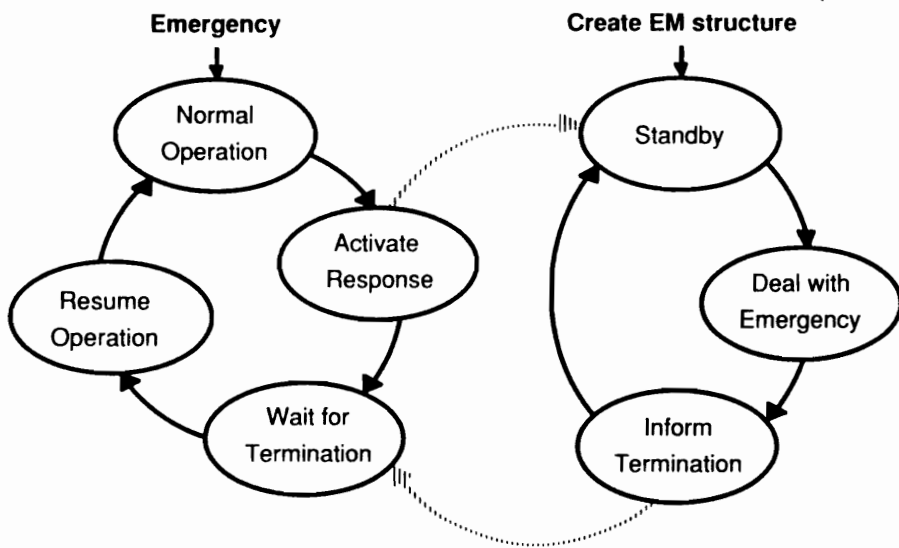 Emergency
Create EM structure
Normal
Operation
Standby
Activate
Response
Deal with
Emergency
Resume
Operation
Wait for
Termination
Inform
Termination